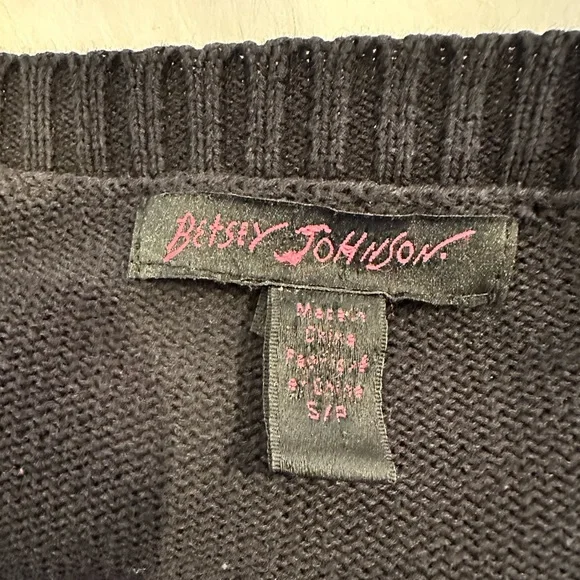 BETSEY JOHNSON.
Made in
China
Fabriqué
en Chine
S/P